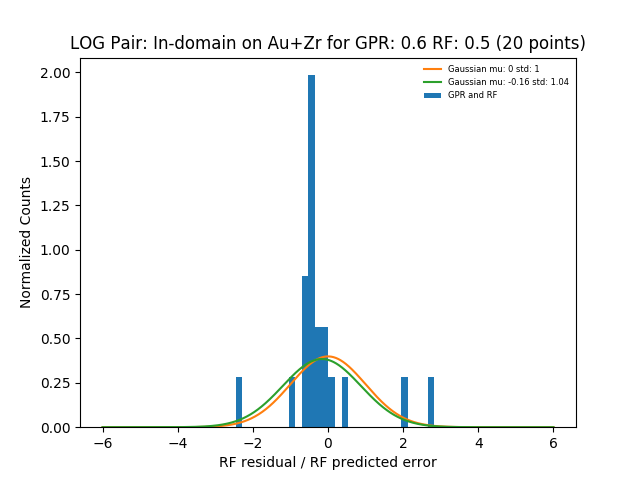 LOG Pair: In-domain on Au+Zr for GPR: 0.6 RF: 0.5 (20 points)
Gaussian mu: 0 std: 1
Gaussian mu: -0.16 std: 1.04
GPR and RF
Normalized Counts
2.00
1.75
1.50
1.25
1.00
0.75
0.50
0.25
0.00
−6 −4 −2 0 2 4 6
RF residual / RF predicted error